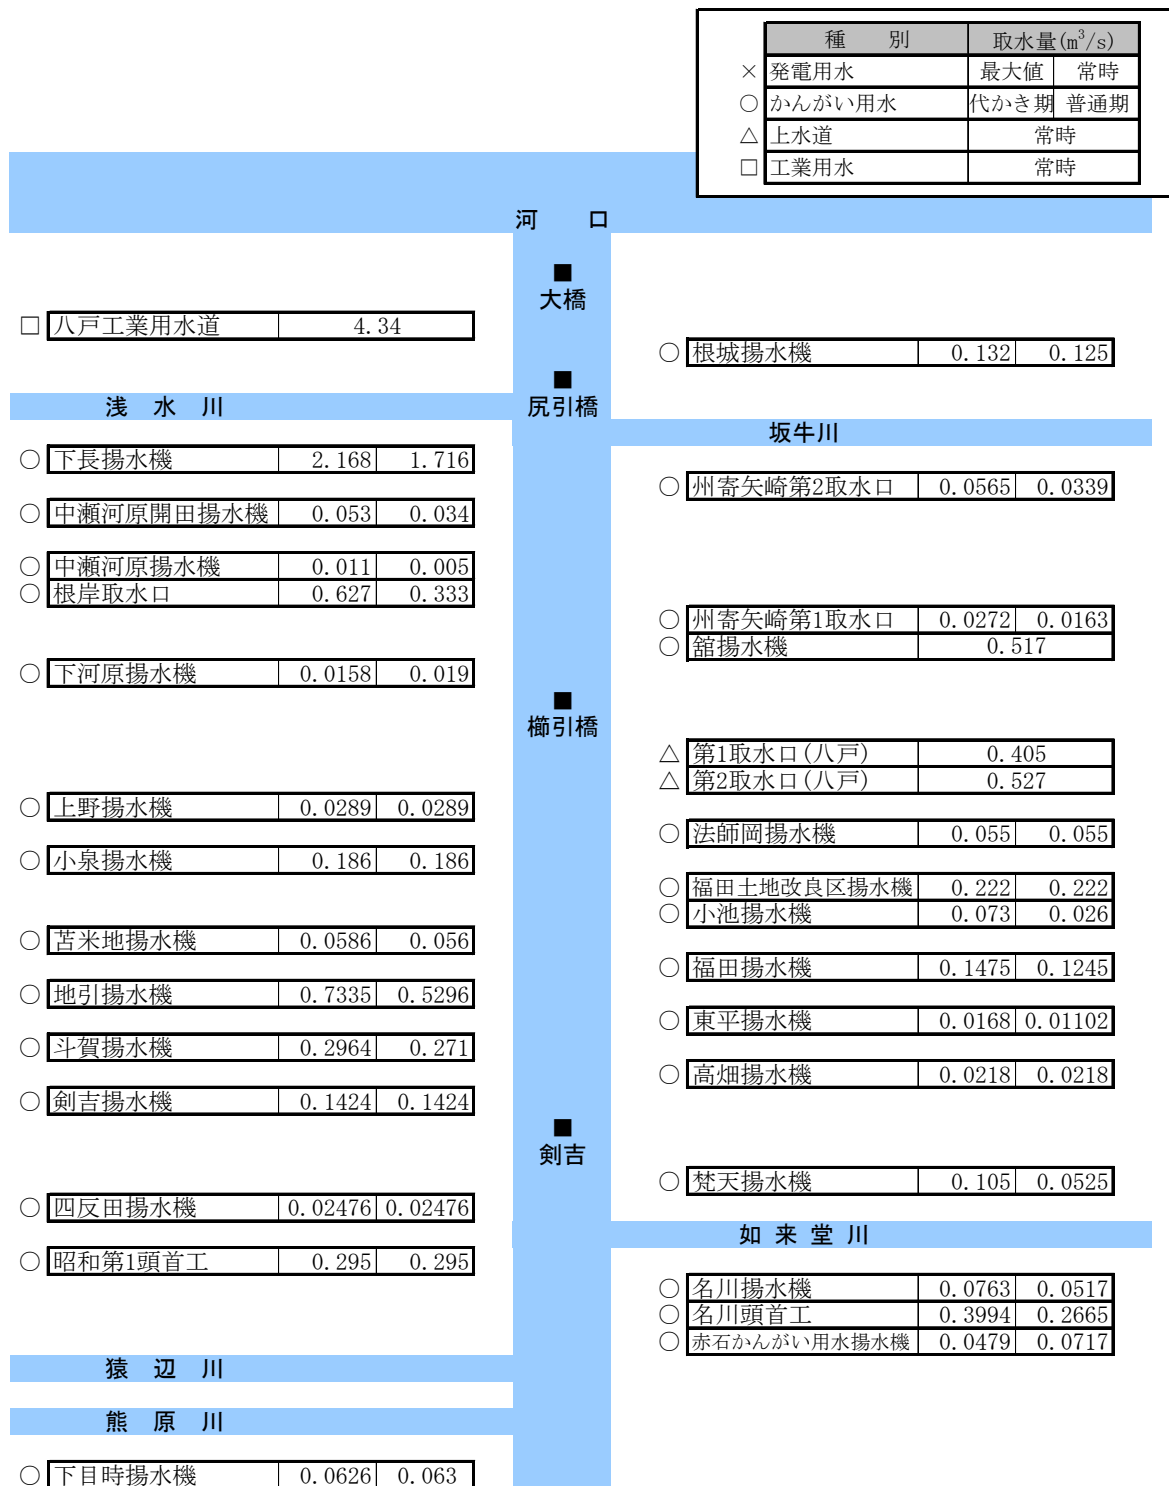 種　　別　取水量(m³/s)
× 発電用水　最大値　常時
○ かんがい用水　代かき期　普通期
△ 上水道　常時
□ 工業用水　常時
河　　口
■
大橋
□ 八戸工業用水道　4.34
○ 根城揚水機　0.132　0.125
■
尻引橋
浅　水　川
坂牛川
○ 下長揚水機　2.168　1.716
○ 州寄矢崎第2取水口　0.0565　0.0339
○ 中瀬河原開田揚水機　0.053　0.034
○ 中瀬河原揚水機　0.011　0.005
○ 根岸取水口　0.627　0.333
○ 州寄矢崎第1取水口　0.0272　0.0163
○ 舘揚水機　0.517
○ 下河原揚水機　0.0158　0.019
■
櫛引橋
△ 第1取水口(八戸)　0.405
△ 第2取水口(八戸)　0.527
○ 上野揚水機　0.0289　0.0289
○ 法師岡揚水機　0.055　0.055
○ 小泉揚水機　0.186　0.186
○ 福田土地改良区揚水機　0.222　0.222
○ 小池揚水機　0.073　0.026
○ 苫米地揚水機　0.0586　0.056
○ 福田揚水機　0.1475　0.1245
○ 地引揚水機　0.7335　0.5296
○ 東平揚水機　0.0168　0.01102
○ 斗賀揚水機　0.2964　0.271
○ 高畑揚水機　0.0218　0.0218
○ 剣吉揚水機　0.1424　0.1424
■
剣吉
○ 梵天揚水機　0.105　0.0525
○ 四反田揚水機　0.02476　0.02476
如　来　堂　川
○ 昭和第1頭首工　0.295　0.295
○ 名川揚水機　0.0763　0.0517
○ 名川頭首工　0.3994　0.2665
○ 赤石かんがい用水揚水機　0.0479　0.0717
猿　辺　川
熊　原　川
○ 下目時揚水機　0.0626　0.063